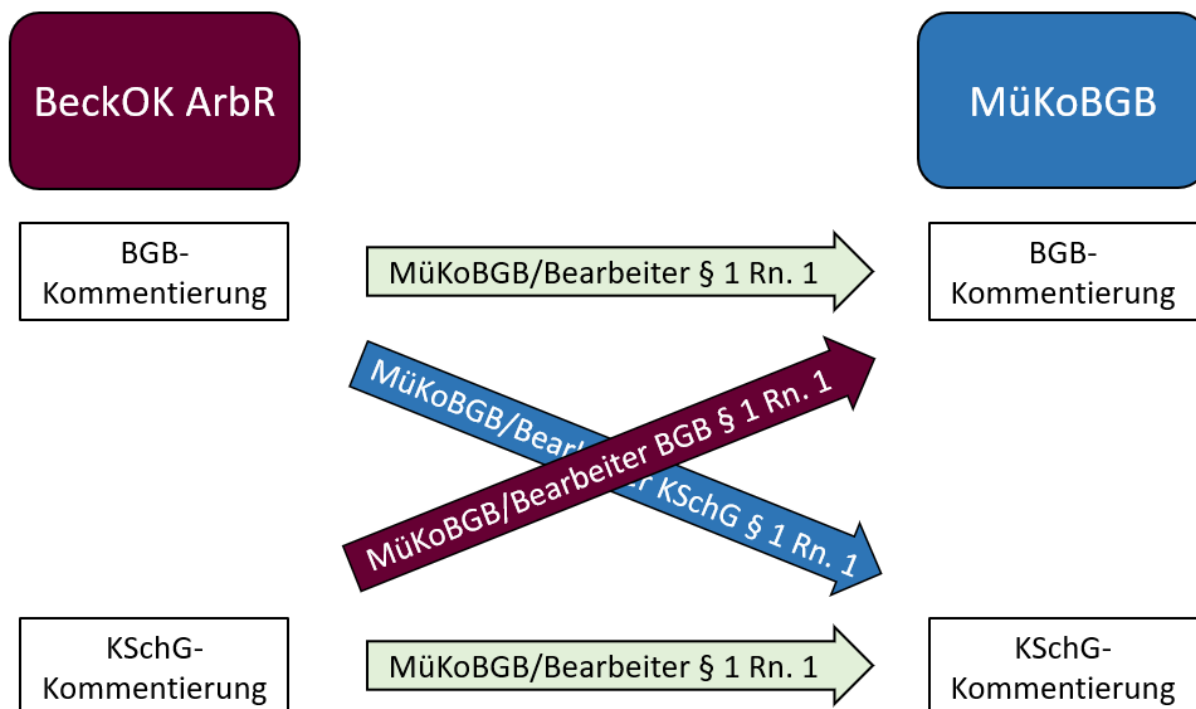 BeckOK ArbR
MüKoBGB
BGB-
Kommentierung
MüKoBGB/Bearbeiter § 1 Rn. 1
BGB-
Kommentierung
MüKoBGB/Bearbeiter BGB § 1 Rn. 1
MüKoBGB/Bear er KSchG § 1 Rn. 1
KSchG-
Kommentierung
MüKoBGB/Bearbeiter § 1 Rn. 1
KSchG-
Kommentierung